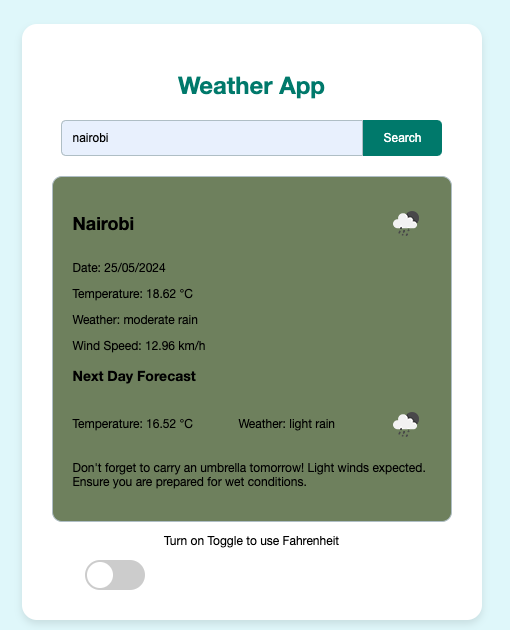 Weather App
nairobi
Search
Nairobi
Date: 25/05/2024
Temperature: 18.62 °C
Weather: moderate rain
Wind Speed: 12.96 km/h
Next Day Forecast
Temperature: 16.52 °C
Weather: light rain
Don't forget to carry an umbrella tomorrow! Light winds expected.
Ensure you are prepared for wet conditions.
Turn on Toggle to use Fahrenheit